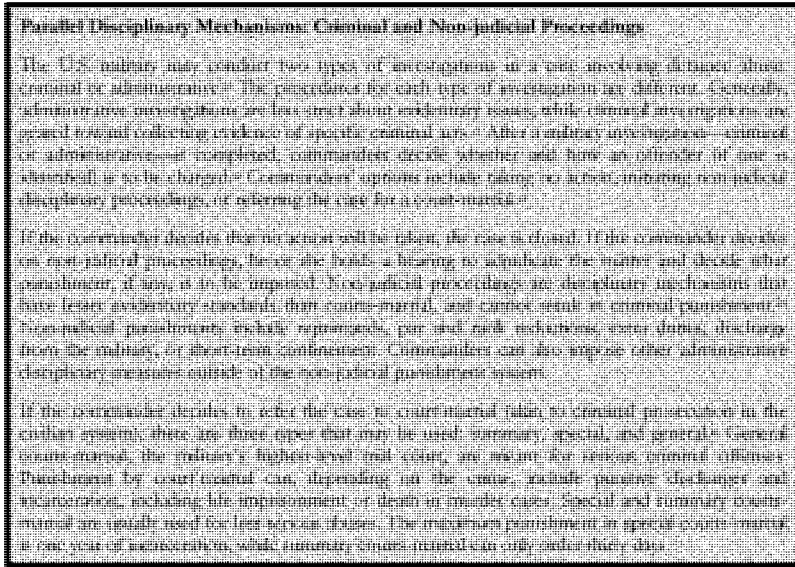 Parallel Disciplinary Mechanisms: Criminal and Non-judicial Proceedings
The U.S. military may conduct two types of investigations in a case involving detainee abuse:
criminal or administrative. The procedures for each type of investigation are different. Generally,
administrative investigations are less strict about evidentiary issues, while criminal investigations are
geared toward collecting evidence of specific criminal acts. After a military investigation—criminal
or administrative—is completed, commanders decide whether and how an offender (if one is
identified) is to be charged. Commanders' options include taking no action, initiating non-judicial
disciplinary proceedings, or referring the case for a court-martial.
If the commander decides that no action will be taken, the case is closed. If the commander decides
on non-judicial proceedings, he or she holds a hearing to adjudicate the matter and decide what
punishment, if any, is to be imposed. Non-judicial proceedings are disciplinary mechanisms that
have lesser evidentiary standards than courts-martial, and cannot result in criminal punishment.
Non-judicial punishments include reprimands, pay and rank reductions, extra duties, discharge
from the military, or short-term confinement. Commanders can also impose other administrative
disciplinary measures outside of the non-judicial punishment system.
If the commander decides to refer the case to court-martial (akin to criminal prosecution in the
civilian system), there are three types that may be used: summary, special, and general. General
courts-martial, the military's highest-level trial court, are meant for serious criminal offenses.
Punishment by court-martial can, depending on the crime, include punitive discharges and
incarceration, including life imprisonment or death in murder cases. Special and summary courts-
martial are usually used for less serious abuses. The maximum punishment in special courts-martial
is one year of incarceration, while summary courts-martial can only order thirty days.